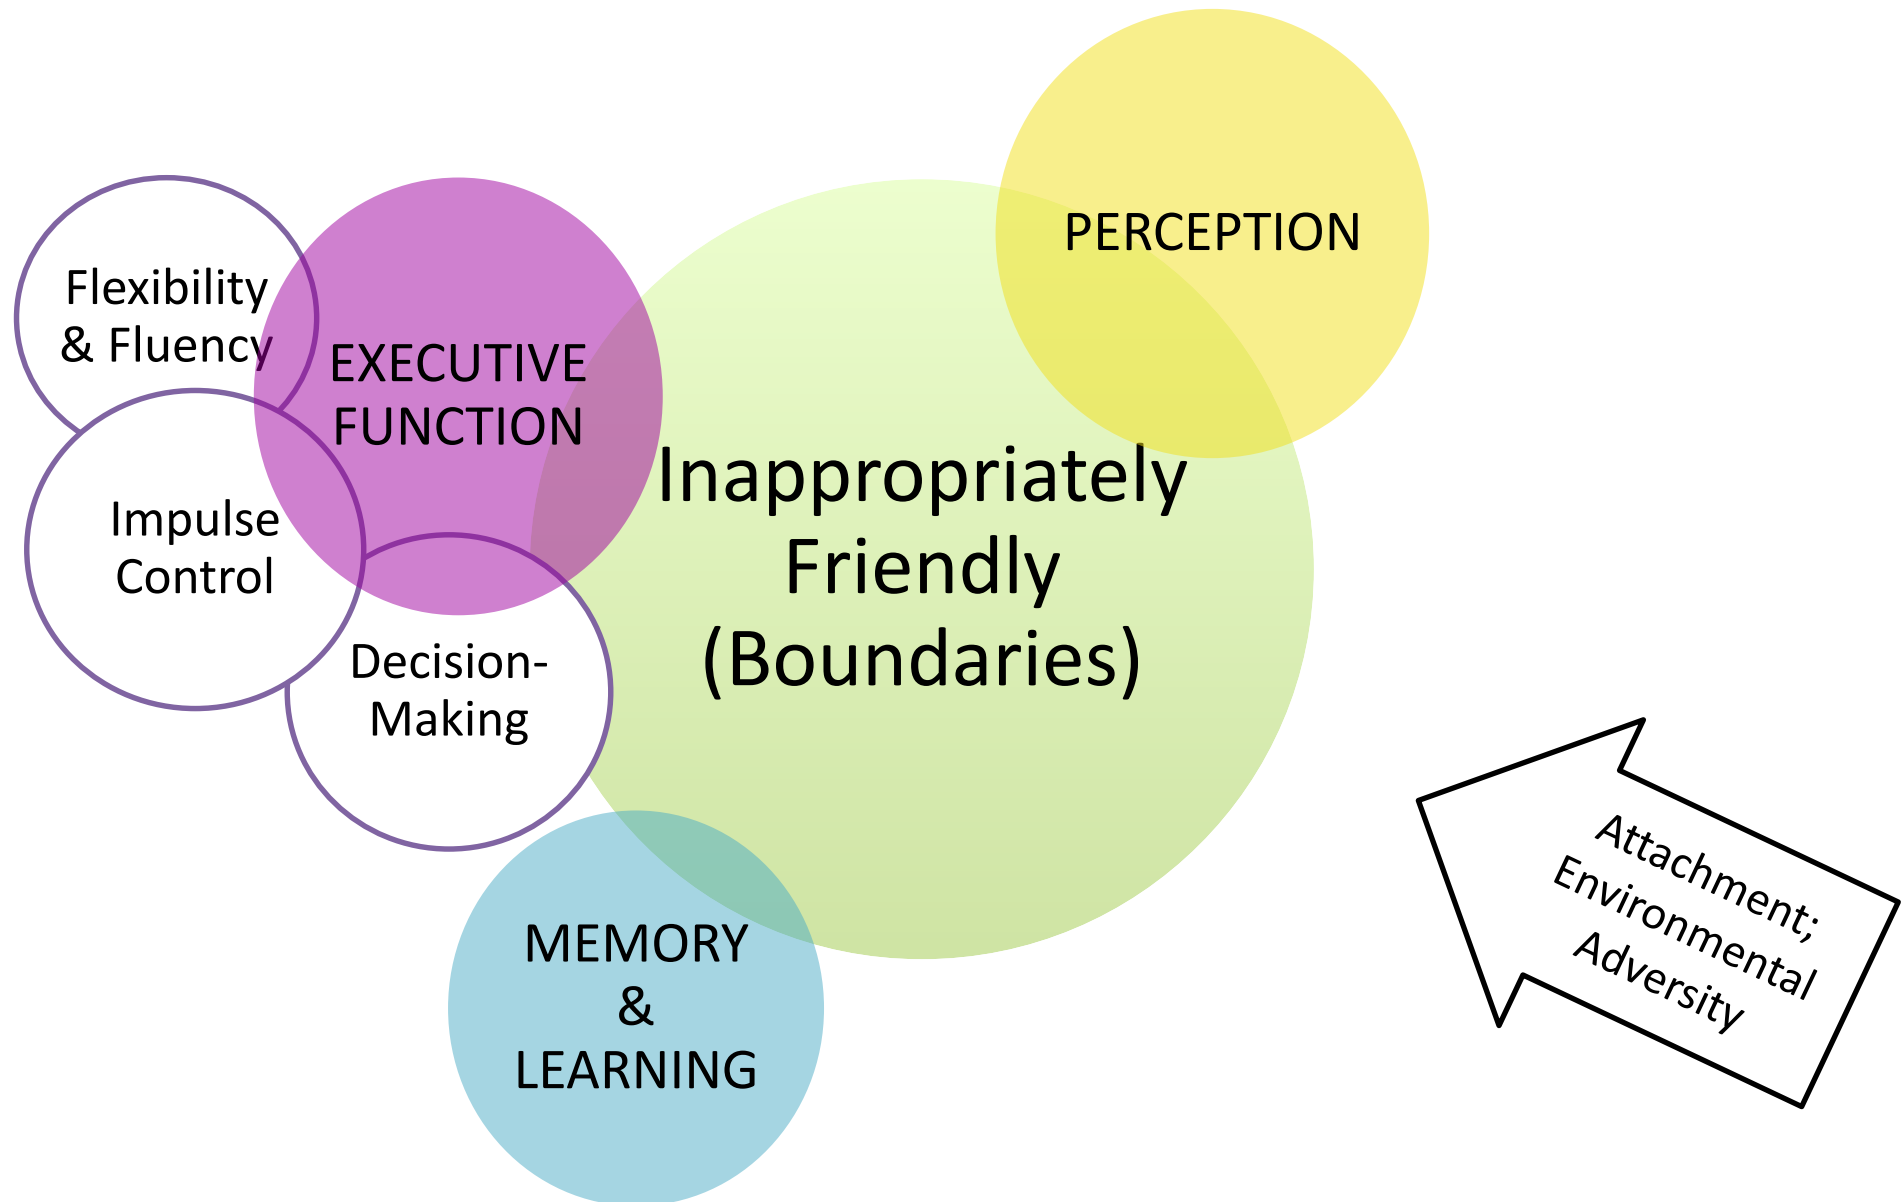 PERCEPTION
Flexibility
& Fluency
EXECUTIVE
FUNCTION
Inappropriately
Friendly
(Boundaries)
Impulse
Control
Decision-
Making
MEMORY
&
LEARNING
Attachment;
Environmental
Adversity